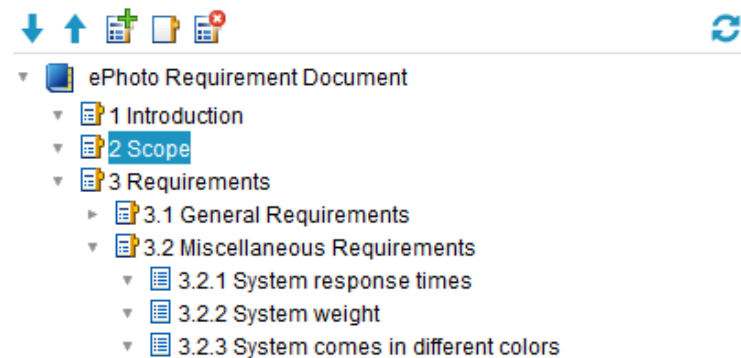 ePhoto Requirement Document
1 Introduction
2 Scope
3 Requirements
3.1 General Requirements
3.2 Miscellaneous Requirements
3.2.1 System response times
3.2.2 System weight
3.2.3 System comes in different colors